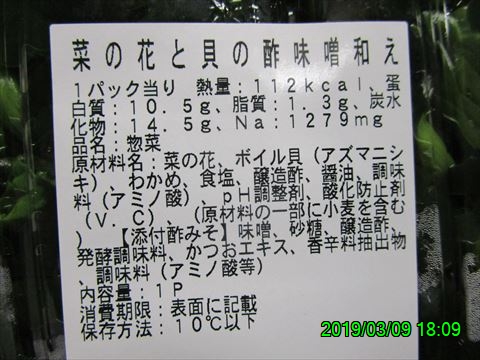 菜の花と貝の酢味噌和え
1パック当り 熱量:112kcal、蛋
白質:10.5g、脂質:1.3g、炭水
化物:14.5g、Na:1279mg
品名:惣菜
原材料名:菜の花、ボイル貝(アズマニシ
キ)、わかめ、食塩、醸造酢、醤油、調味
料(アミノ酸)、pH調整剤、酸化防止剤
(V.C)、(原材料の一部に小麦を含む
)【添付酢みそ】味噌、砂糖、醸造酢、
発酵調味料、かつおエキス、香辛料抽出物
、調味料(アミノ酸等)
内容量:1P
消費期限:表面に記載
保存方法:10℃以下
2019/03/09 18:09